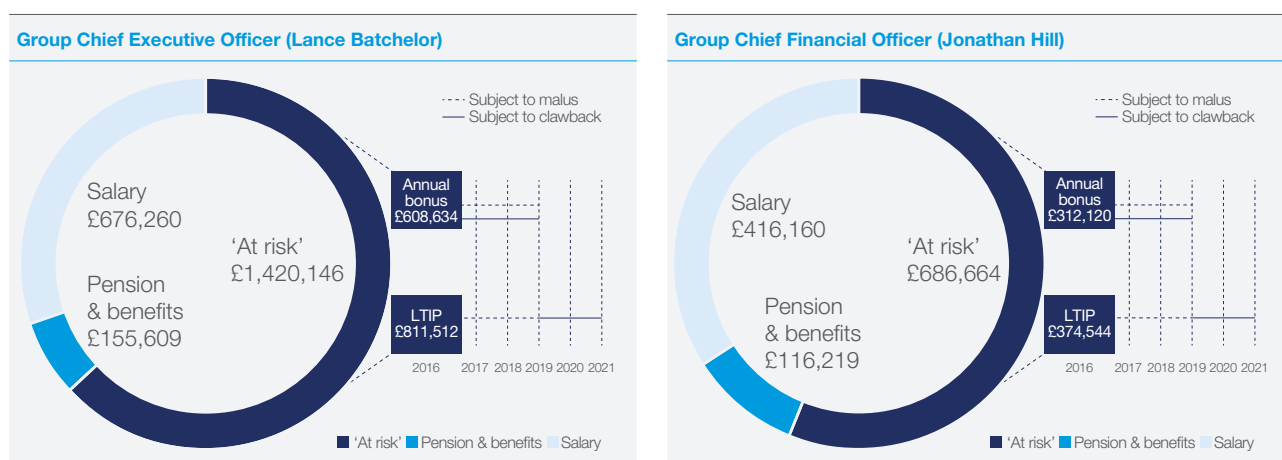 Group Chief Executive Officer (Lance Batchelor)
Subject to malus
Subject to clawback
Salary
£676,260
'At risk'
£1,420,146
Pension
& benefits
£155,609
Annual
bonus
£608,634
LTIP
£811,512
2016 2017 2018 2019 2020 2021
'At risk' Pension & benefits Salary
Group Chief Financial Officer (Jonathan Hill)
Subject to malus
Subject to clawback
Salary
£416,160
'At risk'
£686,664
Pension
& benefits
£116,219
Annual
bonus
£312,120
LTIP
£374,544
2016 2017 2018 2019 2020 2021
'At risk' Pension & benefits Salary